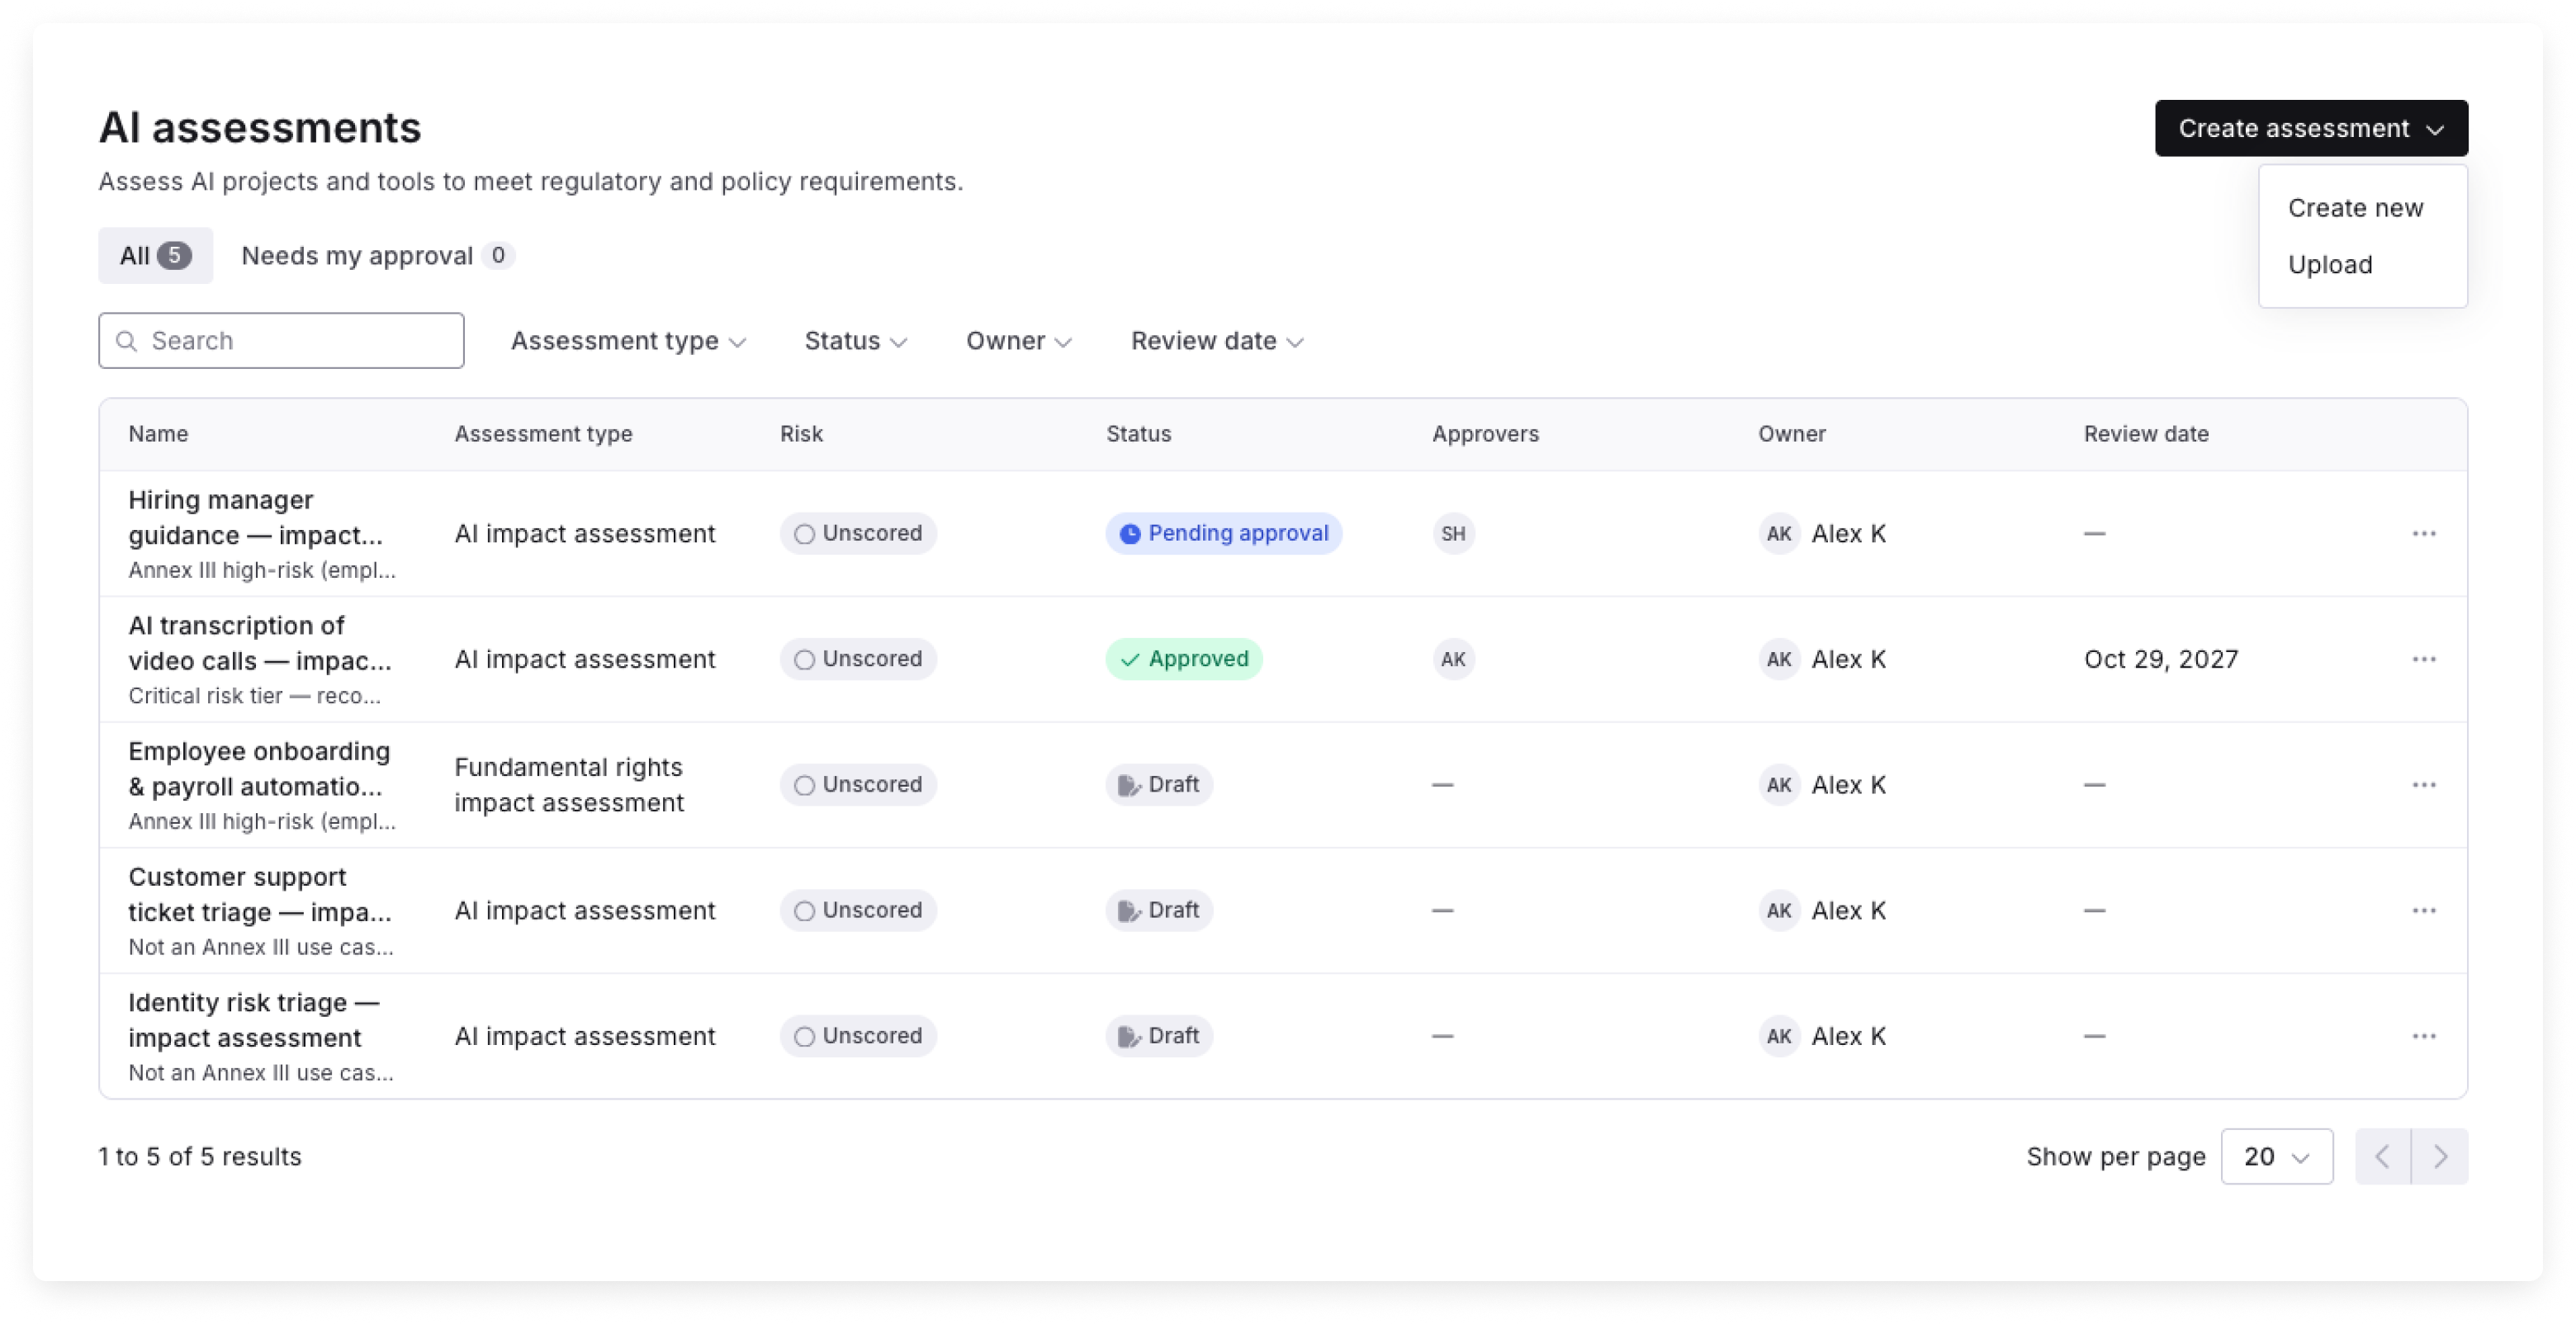 AI assessments
Create assessment
Assess AI projects and tools to meet regulatory and policy requirements.
Create new
Upload
All 5 Needs my approval 0
Search Assessment type Status Owner Review date
Name Assessment type Risk Status Approvers Owner Review date
Hiring manager
guidance — impact...
Annex III high-risk (empl...
AI impact assessment Unscored Pending approval SH AK Alex K —
AI transcription of
video calls — impac...
Critical risk tier — reco...
AI impact assessment Unscored Approved AK AK Alex K Oct 29, 2027
Employee onboarding
& payroll automatio...
Annex III high-risk (empl...
Fundamental rights
impact assessment
Unscored Draft — AK Alex K —
Customer support
ticket triage — impa...
Not an Annex III use cas...
AI impact assessment Unscored Draft — AK Alex K —
Identity risk triage —
impact assessment
Not an Annex III use cas...
AI impact assessment Unscored Draft — AK Alex K —
1 to 5 of 5 results
Show per page 20